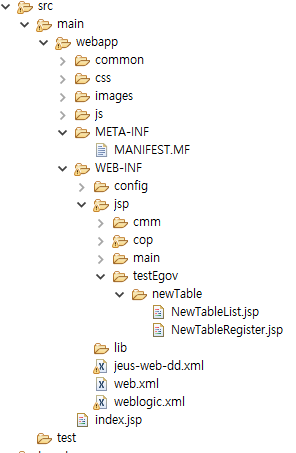 src
main
webapp
common
css
images
js
META-INF
MANIFEST.MF
WEB-INF
config
jsp
cmm
cop
main
testEgov
newTable
NewTableList.jsp
NewTableRegister.jsp
lib
jeus-web-dd.xml
web.xml
weblogic.xml
index.jsp
test